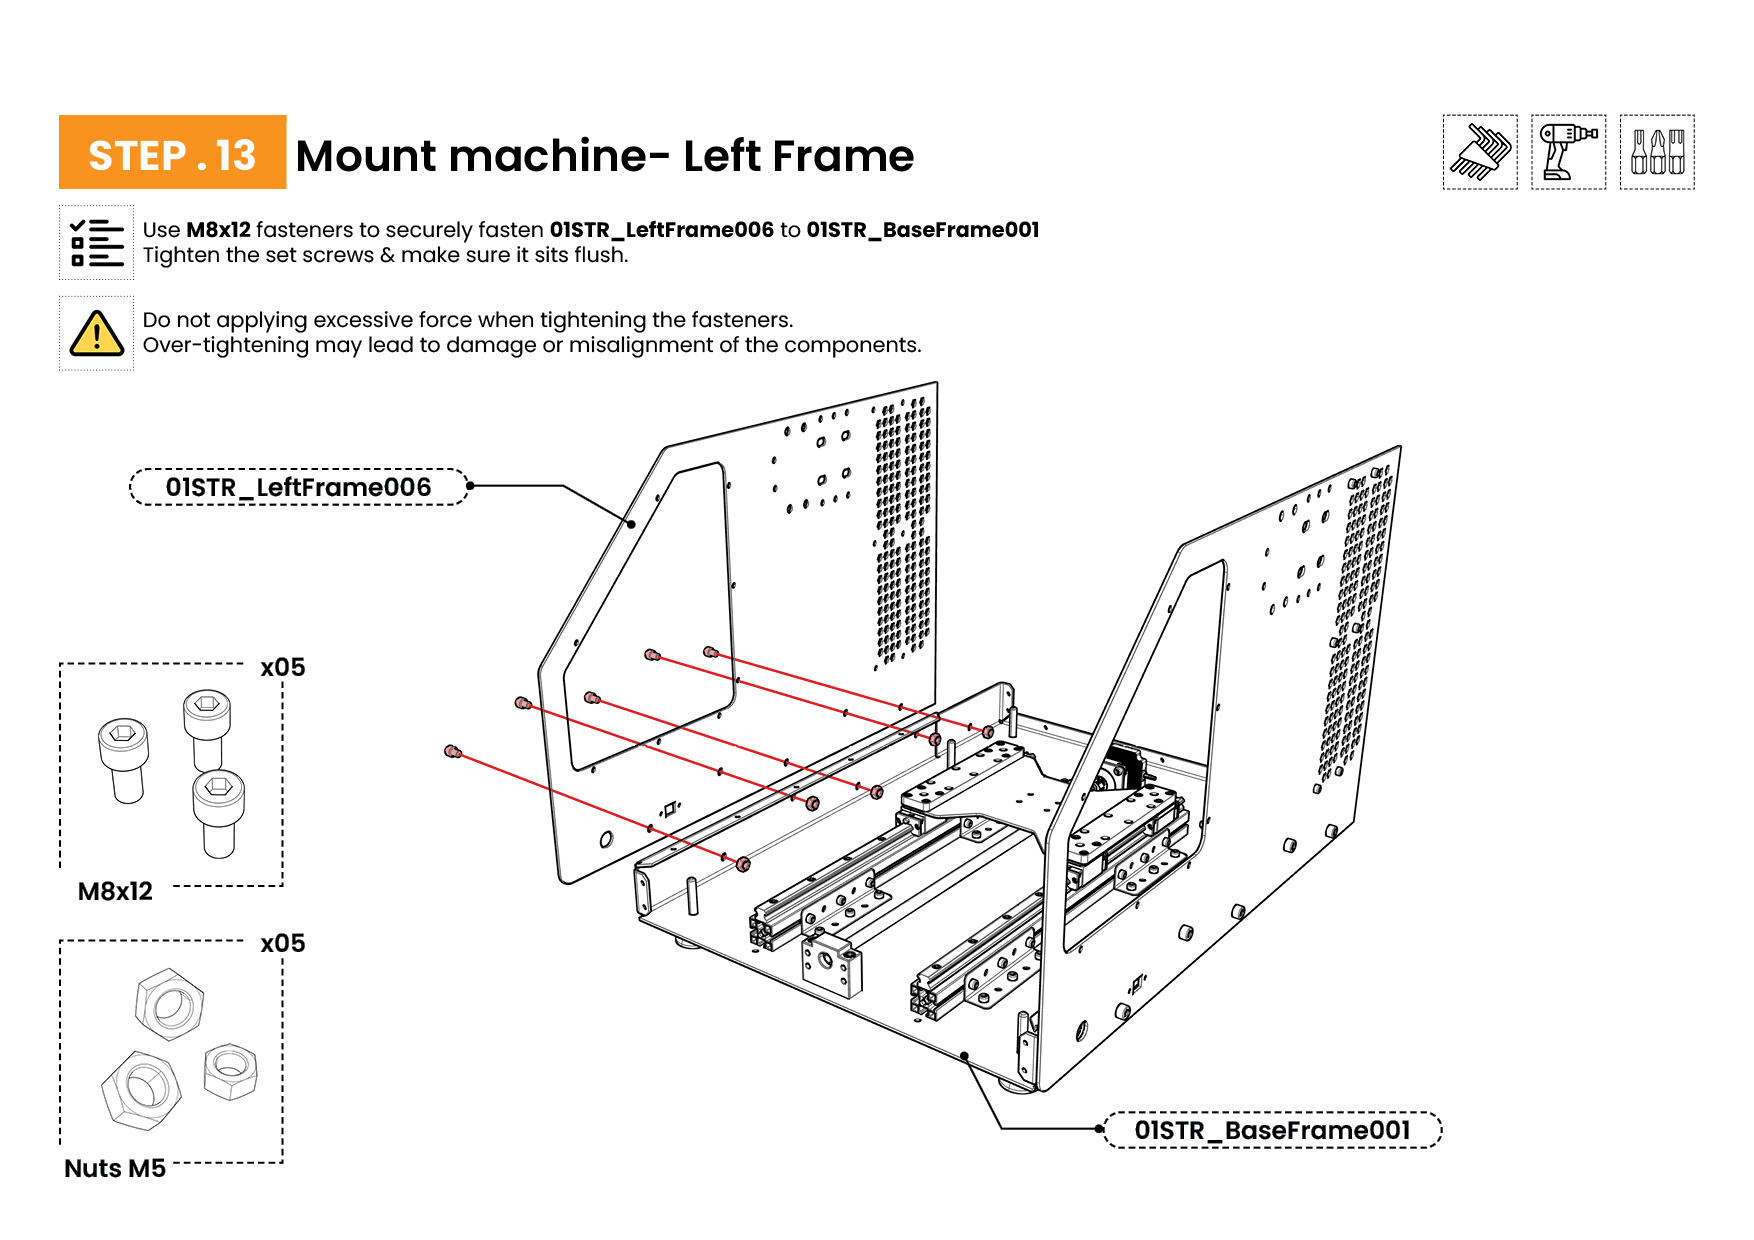 STEP . 13 Mount machine- Left Frame
Use M8x12 fasteners to securely fasten 01STR_LeftFrame006 to 01STR_BaseFrame001
Tighten the set screws & make sure it sits flush.
Do not applying excessive force when tightening the fasteners.
Over-tightening may lead to damage or misalignment of the components.
01STR_LeftFrame006
x05
M8x12
x05
Nuts M5
01STR_BaseFrame001